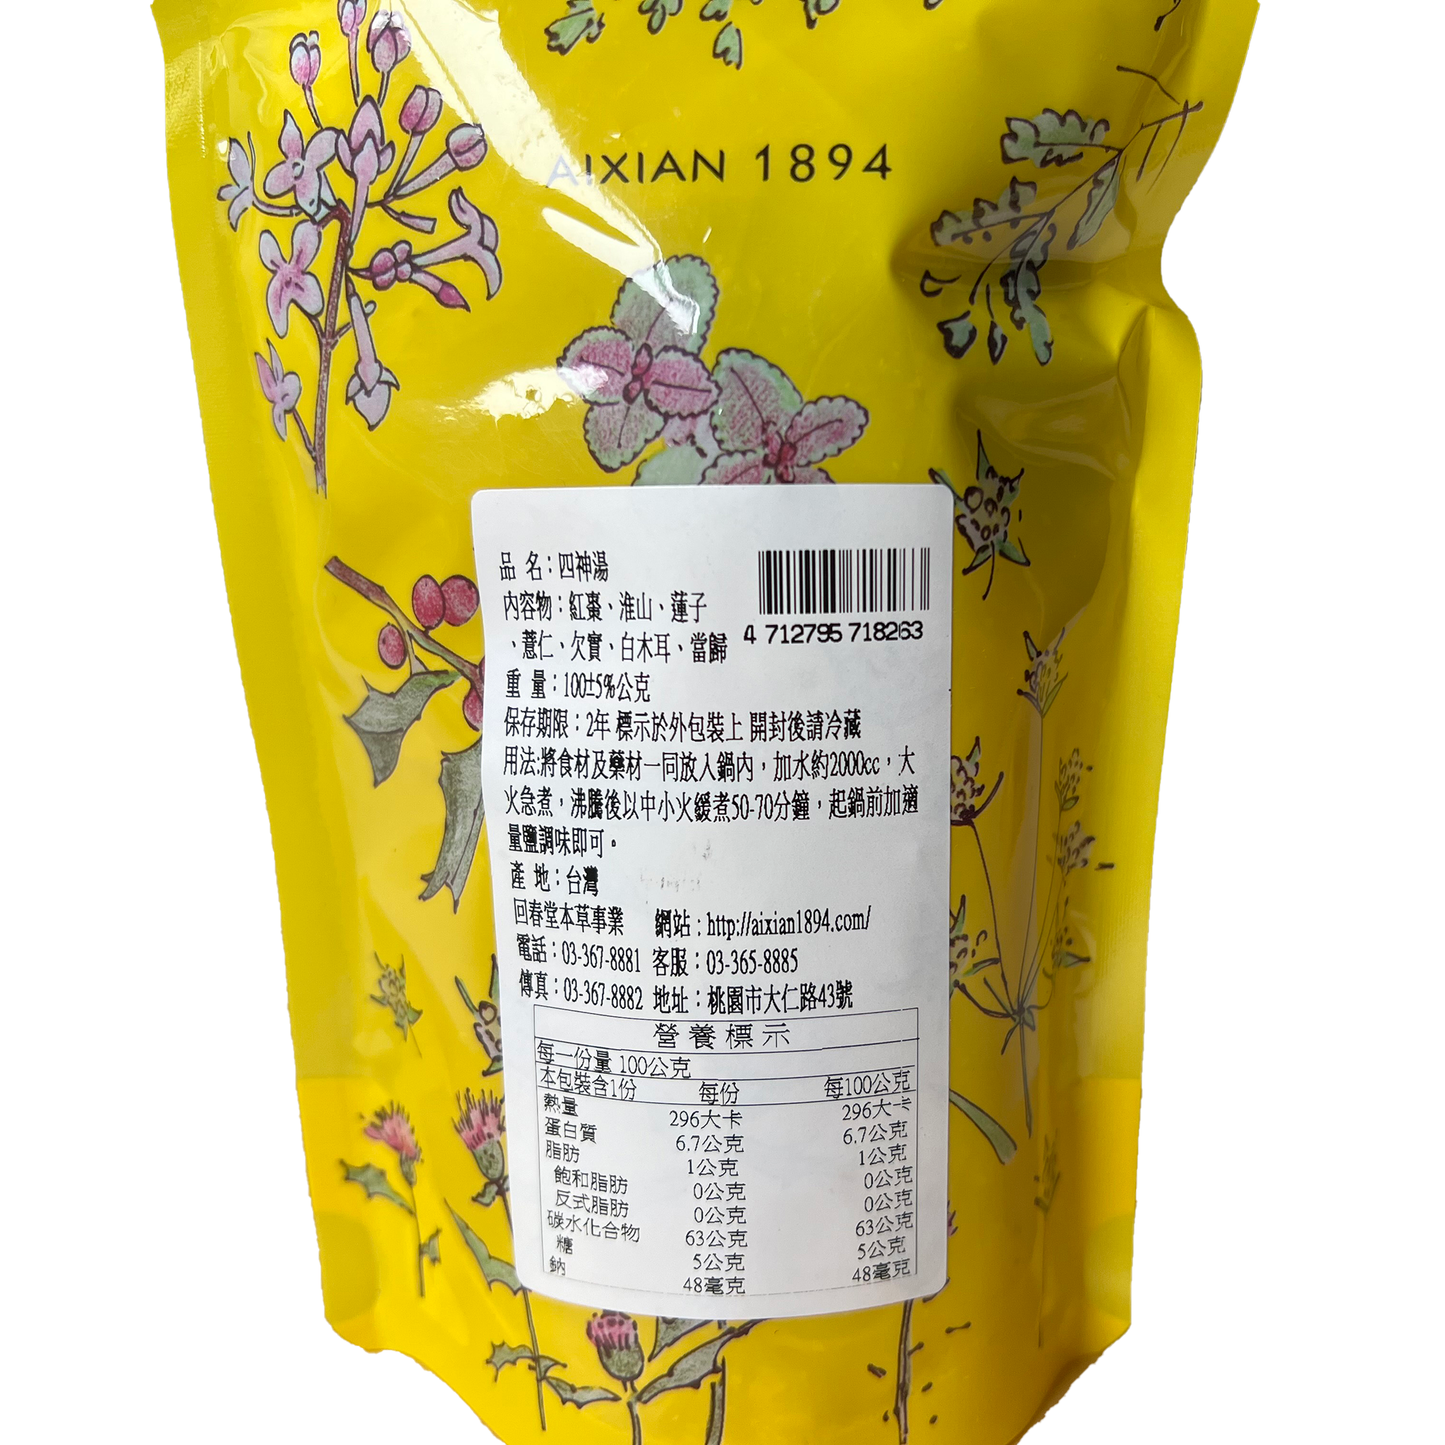 AIXIAN 1894
品 名：四神湯
內容物：紅棗、淮山、蓮子
、薏仁、欠實、白木耳、當歸
4 712795 718263
重 量：100±5%公克
保存期限：2年 標示於外包裝上 開封後請冷藏
用法:將食材及藥材一同放入鍋內，加水約2000cc，大
火急煮，沸騰後以中小火緩煮50-70分鐘，起鍋前加適
量鹽調味即可。
產 地：台灣
回春堂本草事業 網站：http://aixian1894.com/
電話：03-367-8881 客服：03-365-8885
傳真：03-367-8882 地址：桃園市大仁路43號
營養標示
每一份量 100公克
本包裝含1份 每份 每100公克
熱量 296大卡 296大卡
蛋白質 6.7公克 6.7公克
脂肪 1公克 1公克
飽和脂肪 0公克 0公克
反式脂肪 0公克 0公克
碳水化合物 63公克 63公克
糖 5公克 5公克
鈉 48毫克 48毫克